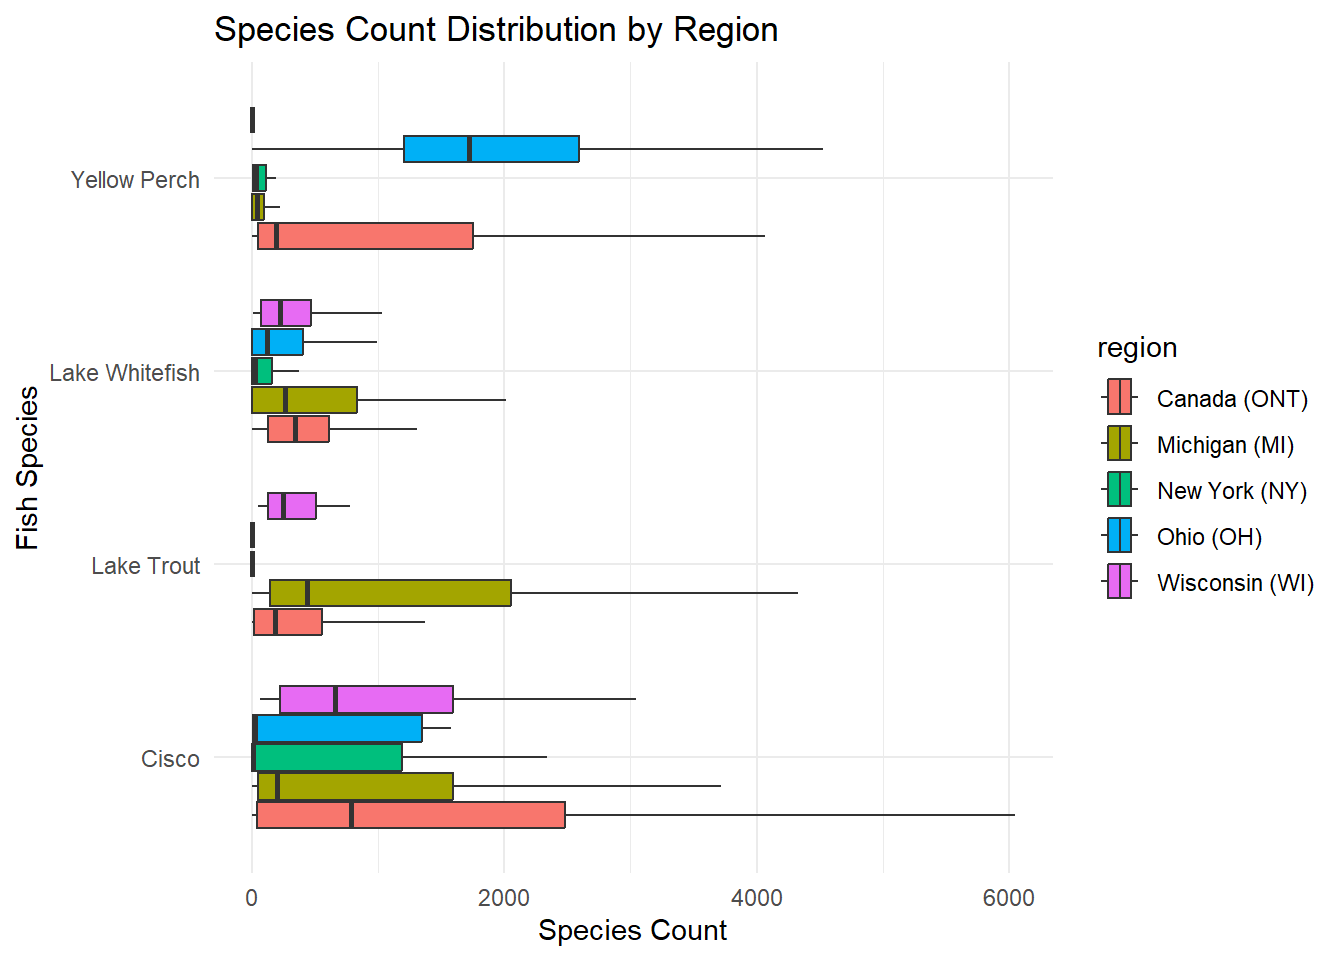 Species Count Distribution by Region
Yellow Perch
Lake Whitefish
Lake Trout
Cisco
Fish Species
0
2000
4000
6000
Species Count
region
Canada (ONT)
Michigan (MI)
New York (NY)
Ohio (OH)
Wisconsin (WI)